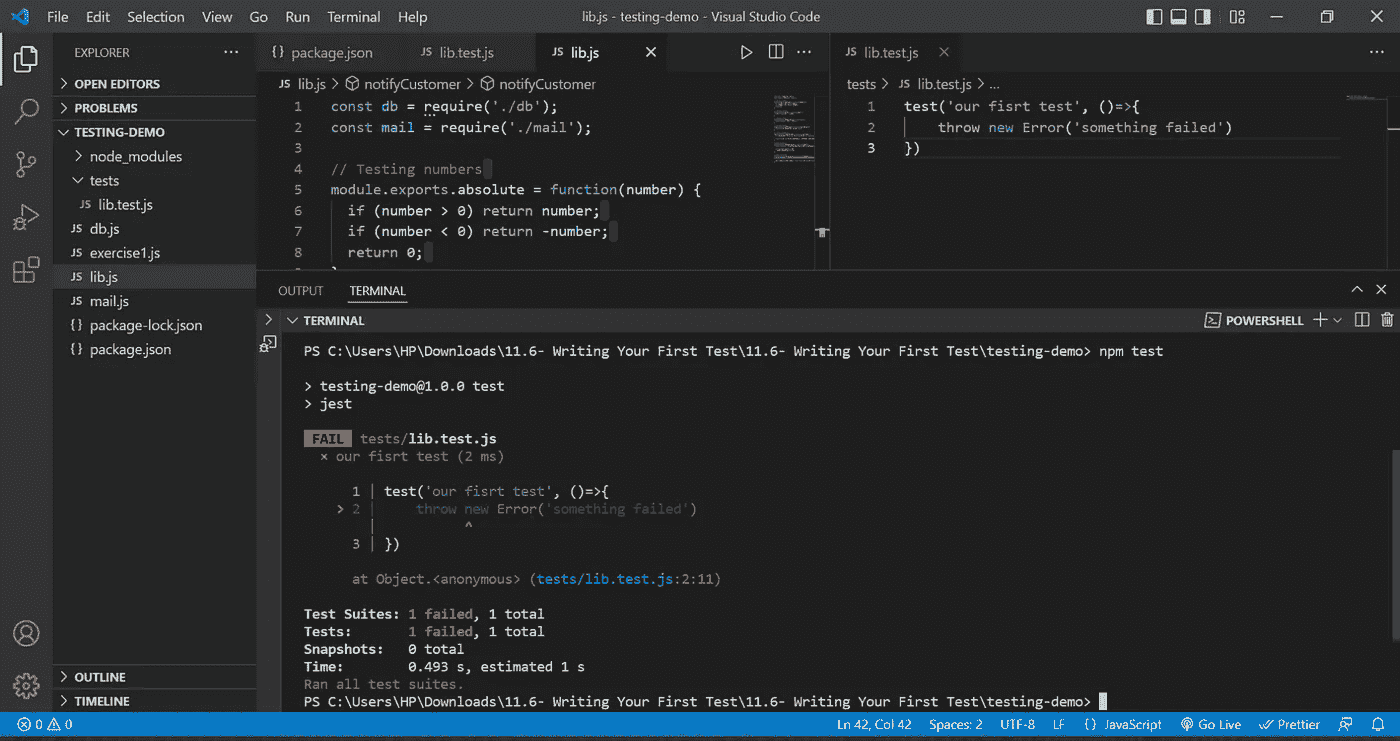 File Edit Selection View Go Run Terminal Help lib.js - testing-demo - Visual Studio Code
EXPLORER
OPEN EDITORS
PROBLEMS
TESTING-DEMO
node_modules
tests
JS lib.test.js
JS db.js
JS exercise1.js
JS lib.js
JS mail.js
{} package-lock.json
{} package.json
OUTLINE
TIMELINE
{} package.json JS lib.test.js JS lib.js
JS lib.js > notifyCustomer > notifyCustomer
1 const db = require('./db');
2 const mail = require('./mail');
3
4 // Testing numbers
5 module.exports.absolute = function(number) {
6 if (number > 0) return number;
7 if (number < 0) return -number;
8 return 0;
JS lib.test.js
tests > JS lib.test.js > ...
1 test('our fisrt test', ()=>{
2 throw new Error('something failed')
3 })
OUTPUT TERMINAL
TERMINAL POWERSHELL
PS C:\Users\HP\Downloads\11.6- Writing Your First Test\11.6- Writing Your First Test\testing-demo> npm test
> testing-demo@1.0.0 test
> jest
FAIL tests/lib.test.js
× our fisrt test (2 ms)
1 | test('our fisrt test', ()=>{
> 2 | throw new Error('something failed')
| ^
3 | })
at Object.<anonymous> (tests/lib.test.js:2:11)
Test Suites: 1 failed, 1 total
Tests: 1 failed, 1 total
Snapshots: 0 total
Time: 0.493 s, estimated 1 s
Ran all test suites.
PS C:\Users\HP\Downloads\11.6- Writing Your First Test\11.6- Writing Your First Test\testing-demo>
0 0 Ln 42, Col 42 Spaces: 2 UTF-8 LF {} JavaScript Go Live Prettier